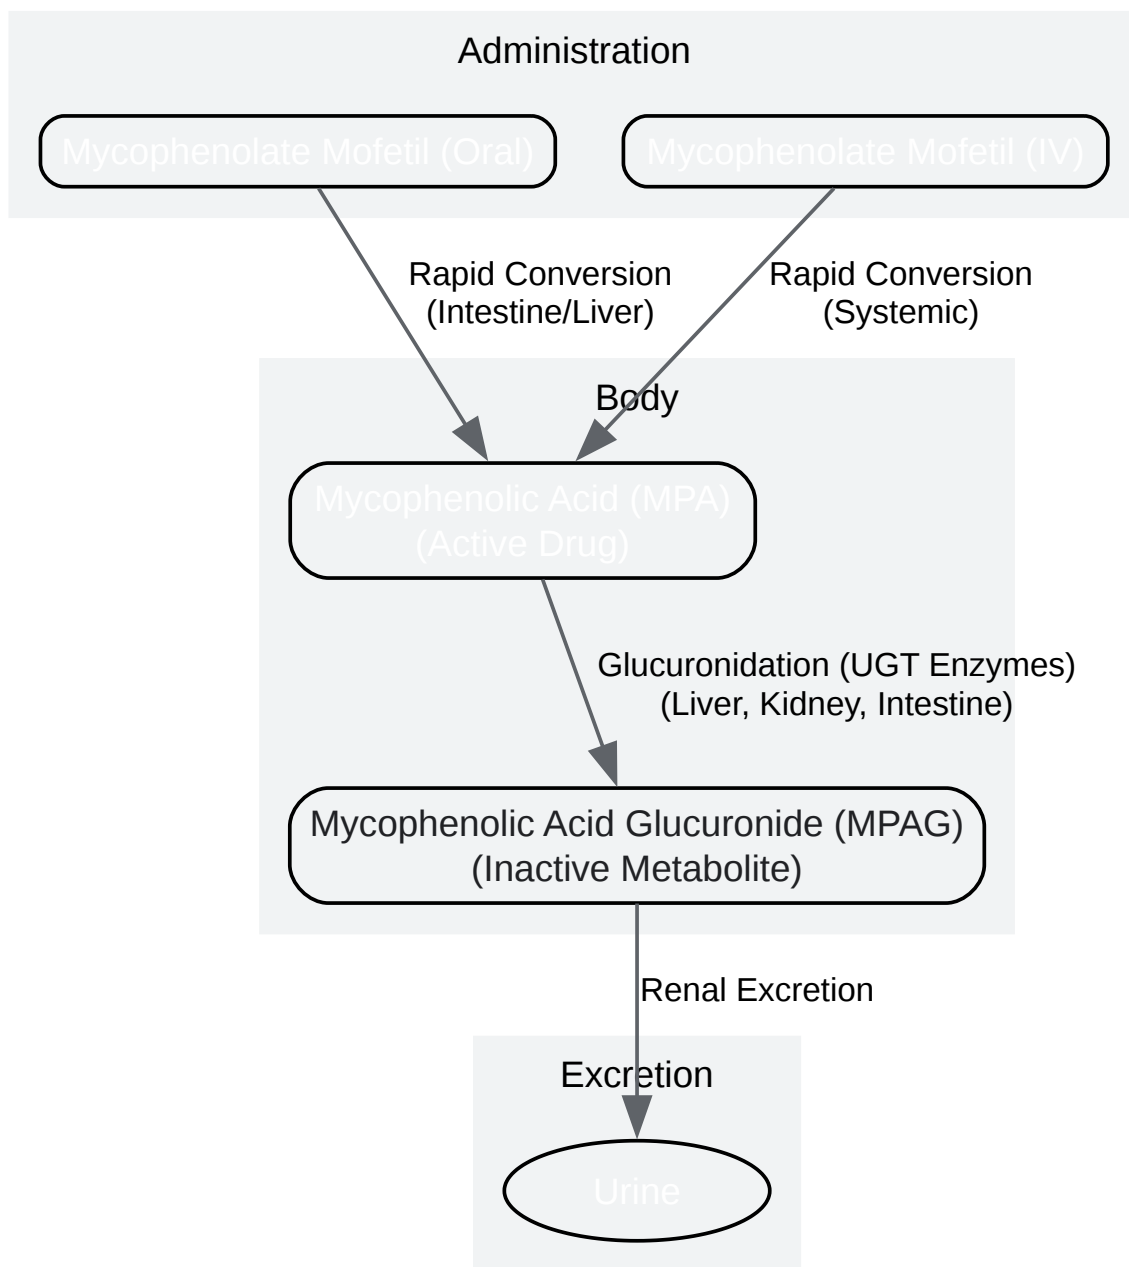 Administration
Mycophenolate Mofetil (Oral)
Mycophenolate Mofetil (IV)
Rapid Conversion
(Intestine/Liver)
Rapid Conversion
(Systemic)
Body
Mycophenolic Acid (MPA)
(Active Drug)
Glucuronidation (UGT Enzymes)
(Liver, Kidney, Intestine)
Mycophenolic Acid Glucuronide (MPAG)
(Inactive Metabolite)
Renal Excretion
Excretion
Urine